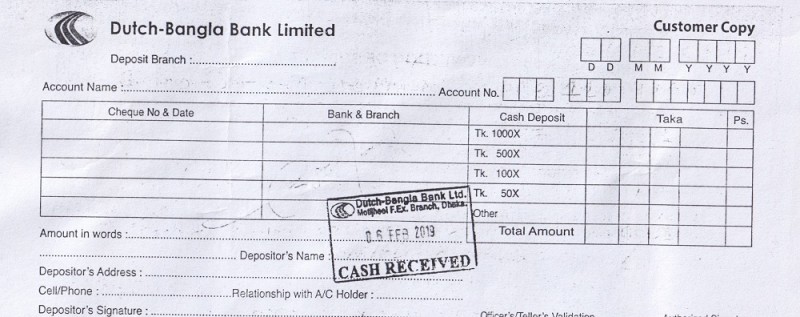 Dutch-Bangla Bank Limited
Customer Copy
Deposit Branch :
D D M M Y Y Y Y
Account Name : Account No.
Cheque No & Date Bank & Branch Cash Deposit Taka Ps.
Tk. 1000X
Tk. 500X
Tk. 100X
Tk. 50X
Other
Total Amount
Dutch-Bangla Bank Ltd.
Motijheel F.Ex. Branch, Dhaka.
06 FEB 2019
CASH RECEIVED
Amount in words :
Depositor's Name :
Depositor's Address :
Cell/Phone : Relationship with A/C Holder :
Depositor's Signature : Officer's/Teller's Validation